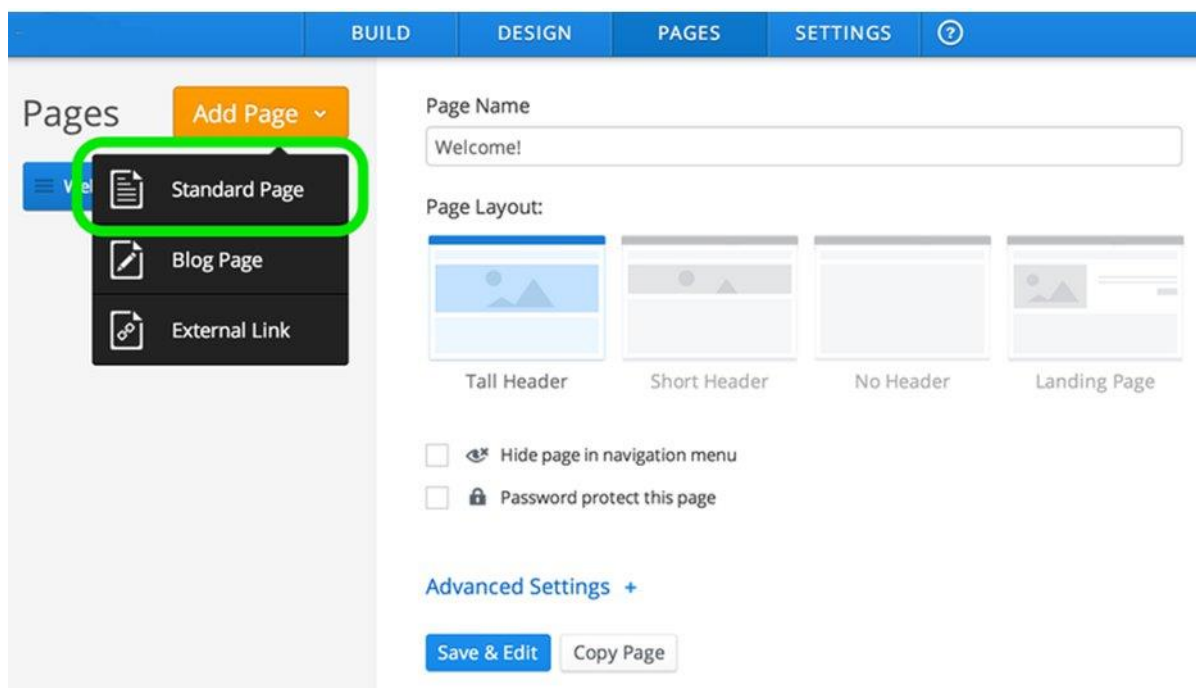 BUILD DESIGN PAGES SETTINGS ?
Pages
Add Page
Standard Page
Blog Page
External Link
Page Name
Welcome!
Page Layout:
Tall Header Short Header No Header Landing Page
Hide page in navigation menu
Password protect this page
Advanced Settings +
Save & Edit Copy Page